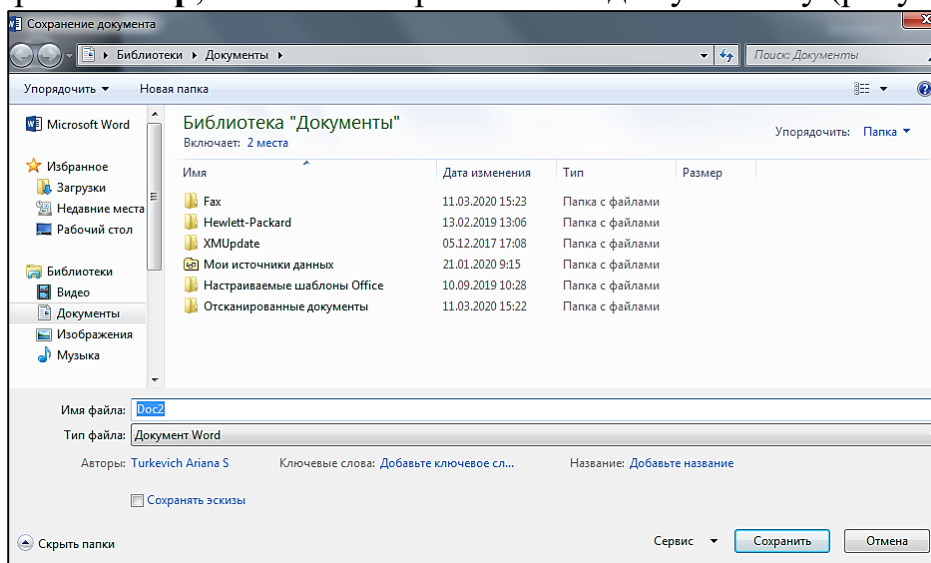 Сохранение документа
Библиотеки Документы
Поиск: Документы
Упорядочить Новая папка
Microsoft Word
Избранное
Загрузки
Недавние места
Рабочий стол
Библиотеки
Видео
Документы
Изображения
Музыка
Библиотека "Документы"
Включает: 2 места
Упорядочить: Папка
Имя Дата изменения Тип Размер
Fax 11.03.2020 15:23 Папка с файлами
Hewlett-Packard 13.02.2019 13:06 Папка с файлами
XMUpdate 05.12.2017 17:08 Папка с файлами
Мои источники данных 21.01.2020 9:15 Папка с файлами
Настраиваемые шаблоны Office 10.09.2019 10:28 Папка с файлами
Отсканированные документы 11.03.2020 15:22 Папка с файлами
Имя файла: Doc2
Тип файла: Документ Word
Авторы: Turkevich Ariana S Ключевые слова: Добавьте ключевое сл... Название: Добавьте название
Сохранять эскизы
Скрыть папки Сервис Сохранить Отмена